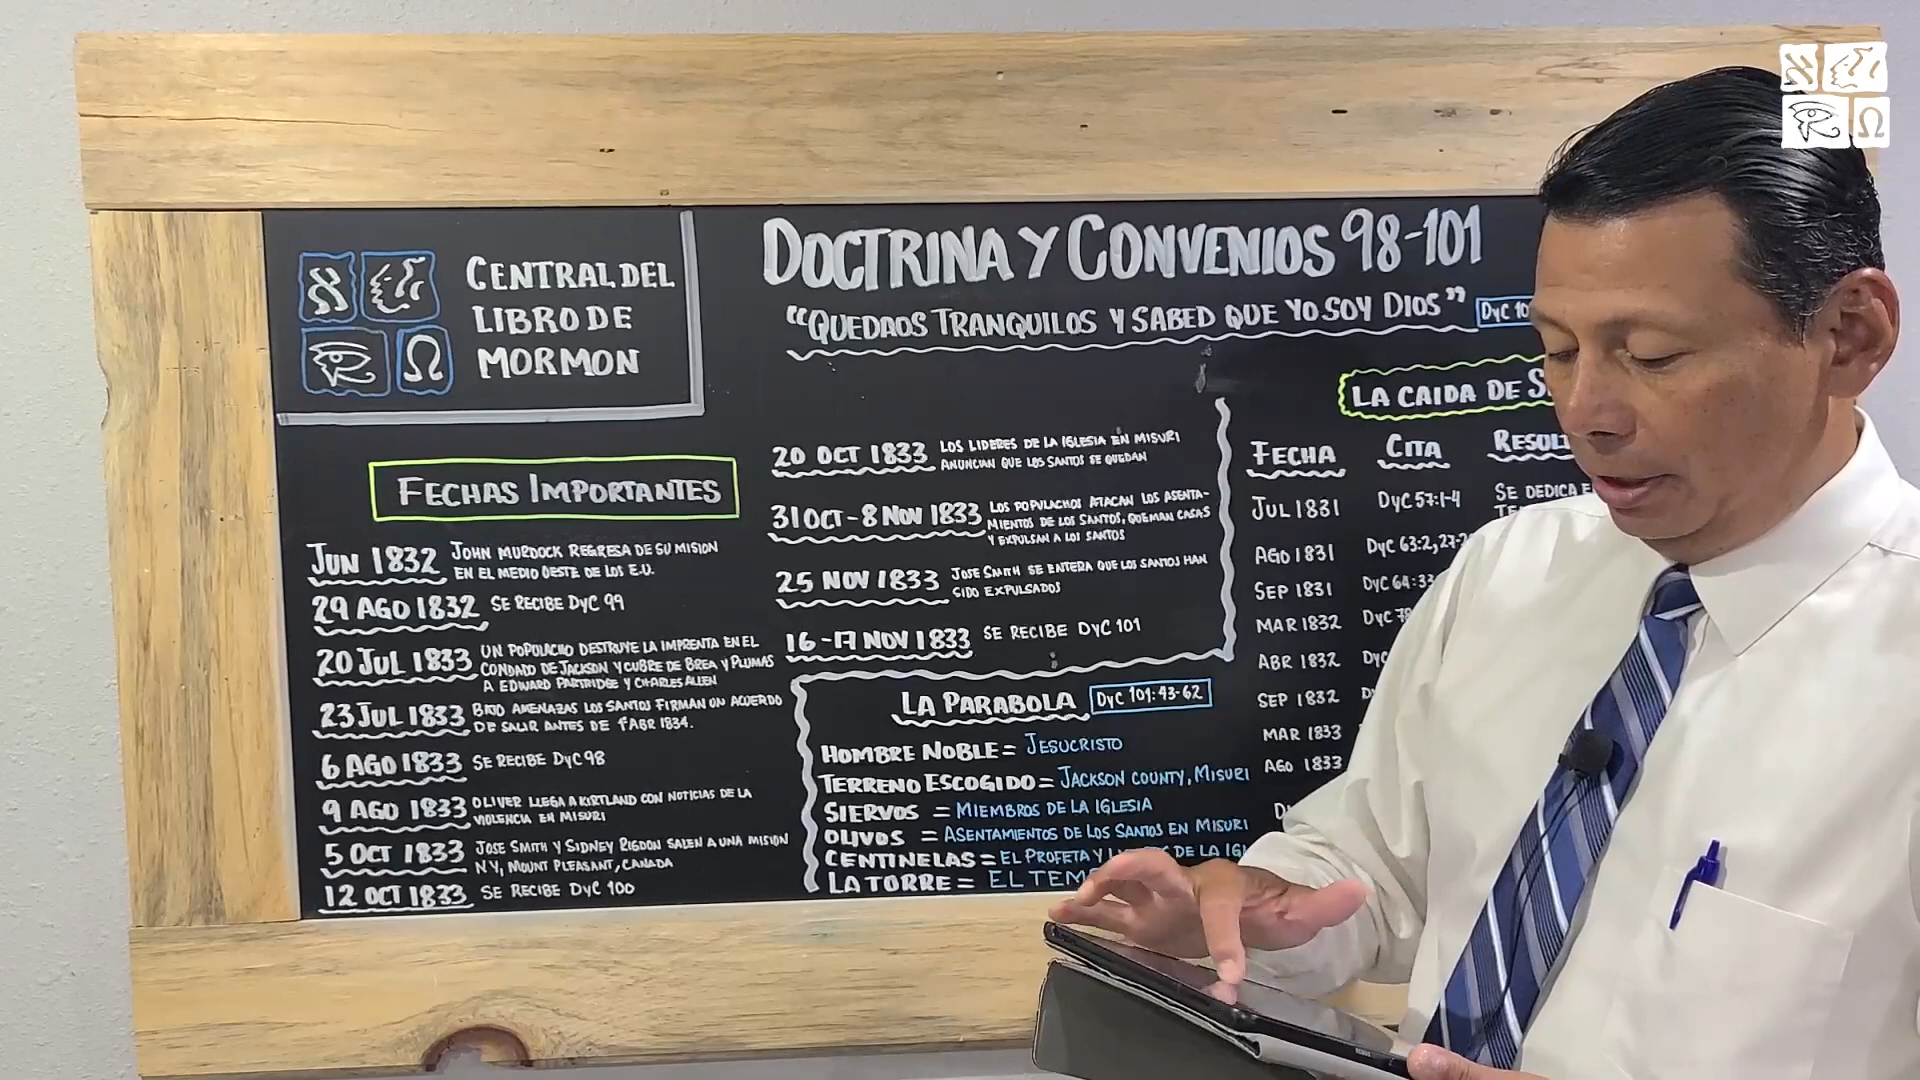 CENTRAL DEL
LIBRO DE
MORMON
DOCTRINA Y CONVENIOS 98-101
"QUEDAOS TRANQUILOS Y SABED QUE YO SOY DIOS"
DyC 10
FECHAS IMPORTANTES
JUN 1832 JOHN MURDOCK REGRESA DE SU MISION
EN EL MEDIO OESTE DE LOS E.U.
29 AGO 1832 SE RECIBE DyC 99
20 JUL 1833 UN POPULACHO DESTRUYE LA IMPRENTA EN EL
CONDADO DE JACKSON Y CUBRE DE BREA Y PLUMAS
A EDWARD PARTRIDGE Y CHARLES ALLEN
23 JUL 1833 BAJO AMENAZAS LOS SANTOS FIRMAN UN ACUERDO
DE SALIR ANTES DE 1 ABR 1834.
6 AGO 1833 SE RECIBE DyC 98
9 AGO 1833 OLIVER LLEGA A KIRTLAND CON NOTICIAS DE LA
VIOLENCIA EN MISURI
5 OCT 1833 JOSE SMITH Y SIDNEY RIGDON SALEN A UNA MISION
NY, MOUNT PLEASANT, CANADA
12 OCT 1833 SE RECIBE DyC 100
20 OCT 1833 LOS LIDERES DE LA IGLESIA EN MISURI
ANUNCIAN QUE LOS SANTOS SE QUEDAN
31 OCT - 8 NOV 1833 LOS POPULACHOS ATACAN LOS ASENTA-
MIENTOS DE LOS SANTOS, QUEMAN CASAS
Y EXPULSAN A LOS SANTOS
25 NOV 1833 JOSE SMITH SE ENTERA QUE LOS SANTOS HAN
SIDO EXPULSADOS
16-17 NOV 1833 SE RECIBE DYC 101
LA PARABOLA DyC 101:43-62
HOMBRE NOBLE = JESUCRISTO
TERRENO ESCOGIDO = JACKSON COUNTY, MISURI
SIERVOS = MIEMBROS DE LA IGLESIA
OLIVOS = ASENTAMIENTOS DE LOS SANTOS EN MISURI
CENTINELAS = EL PROFETA Y DE LA
LA TORRE = EL
LA CAIDA DE
FECHA CITA
JUL 1831 DyC 57:1-4 SE DEDICA
AGO 1831 DyC 63:2,
SEP 1831 DyC 64:33
MAR 1832 DyC
ABR 1832 DyC
SEP 1832
MAR 1833
AGO 1833